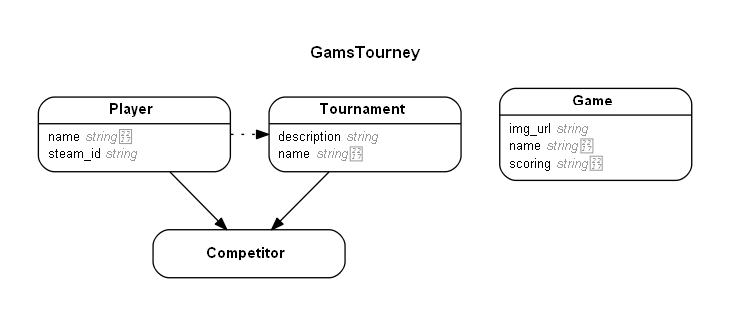 GamsTourney
Player
name string
steam_id string
Tournament
description string
name string
Game
img_url string
name string
scoring string
Competitor